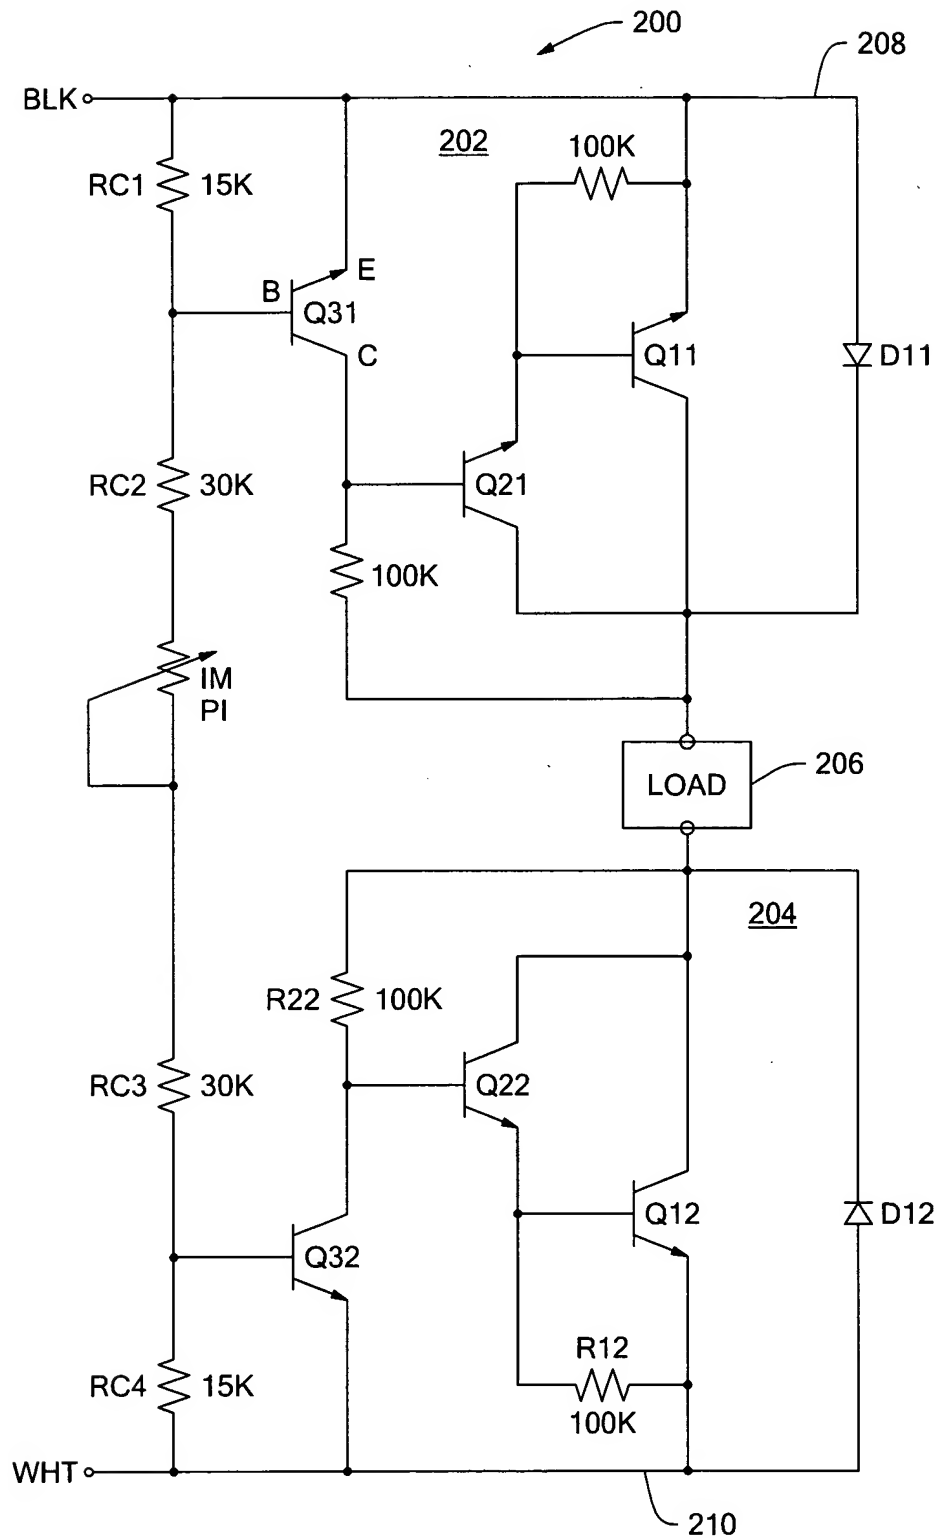 200
208
BLK
202
100K
RC1 15K
E
B
Q31
Q11
D11
C
RC2 30K
Q21
100K
IM
PI
206
LOAD
204
R22 100K
RC3 30K
Q22
Q12
D12
Q32
R12
RC4 15K
100K
WHT
210